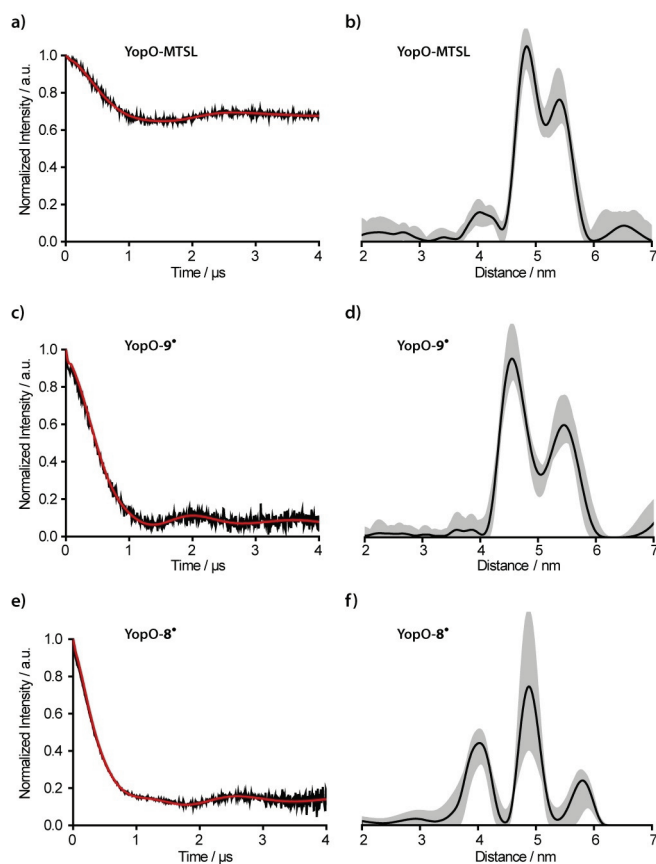 a)
YopO-MTSL
Normalized Intensity / a.u.
1.0
0.8
0.6
0.4
0.2
0.0
0 1 2 3 4
Time / µs
b)
YopO-MTSL
2 3 4 5 6 7
Distance / nm
c)
YopO-9•
Normalized Intensity / a.u.
1.0
0.8
0.6
0.4
0.2
0.0
0 1 2 3 4
Time / µs
d)
YopO-9•
2 3 4 5 6 7
Distance / nm
e)
YopO-8•
Normalized Intensity / a.u.
1.0
0.8
0.6
0.4
0.2
0.0
0 1 2 3 4
Time / µs
f)
YopO-8•
2 3 4 5 6 7
Distance / nm